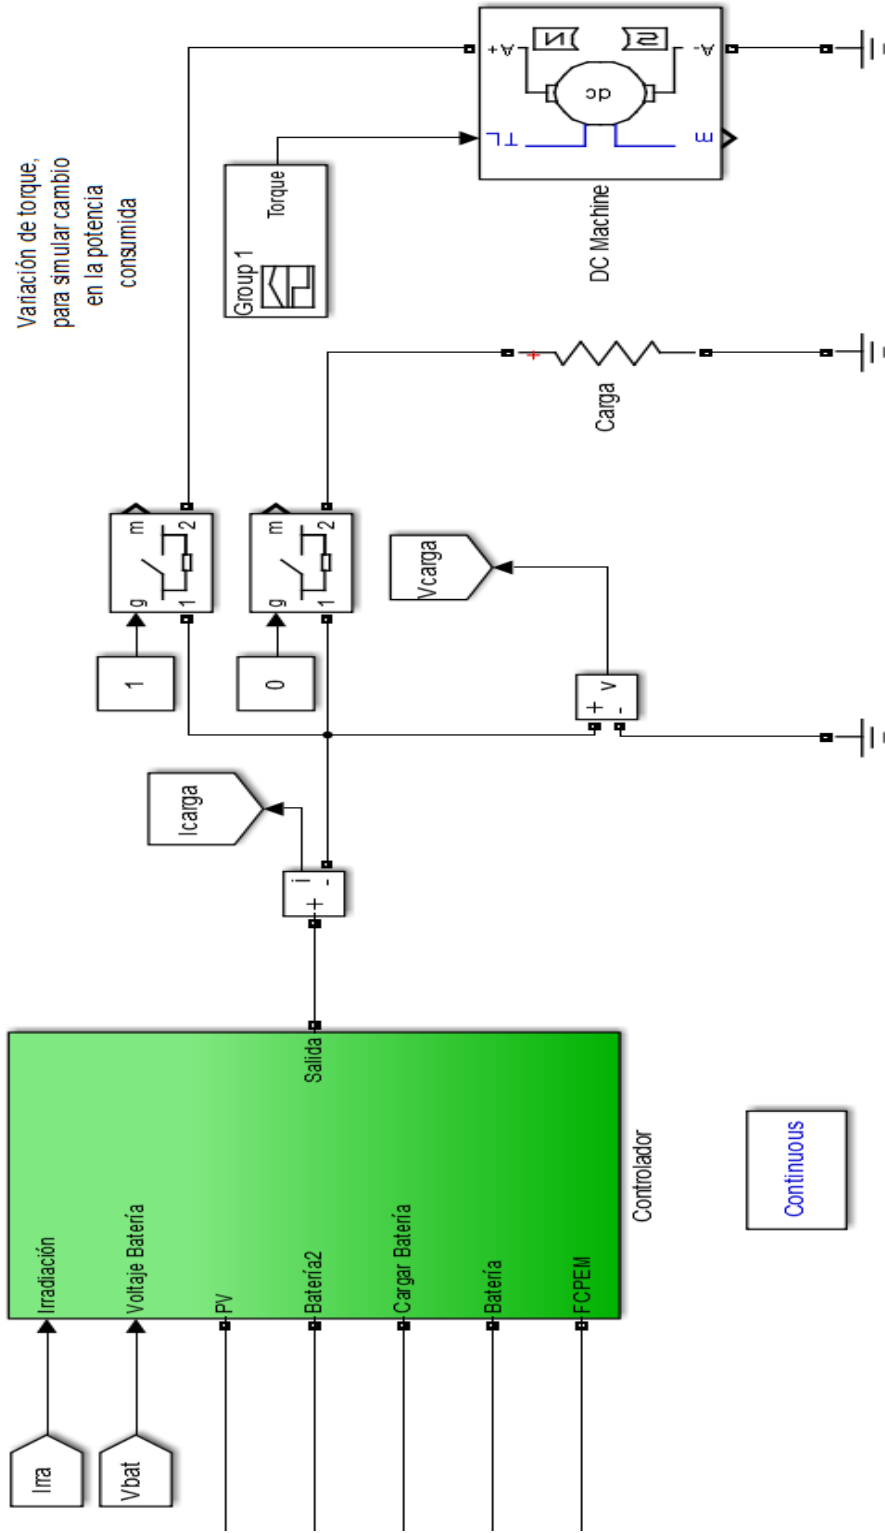 Irra
Vbat
Irradiación
Voltaje Batería
PV
Batería2
Cargar Batería
Batería
FCPEM
Salida
Controlador
Continuous
i
+
-
Icarga
1
g
m
1
2
0
g
m
1
2
+
v
-
Vcarga
Variación de torque,
para simular cambio
en la potencia
consumida
Group 1
Torque
+
Carga
TL
m
A+
A-
N
S
dc
DC Machine